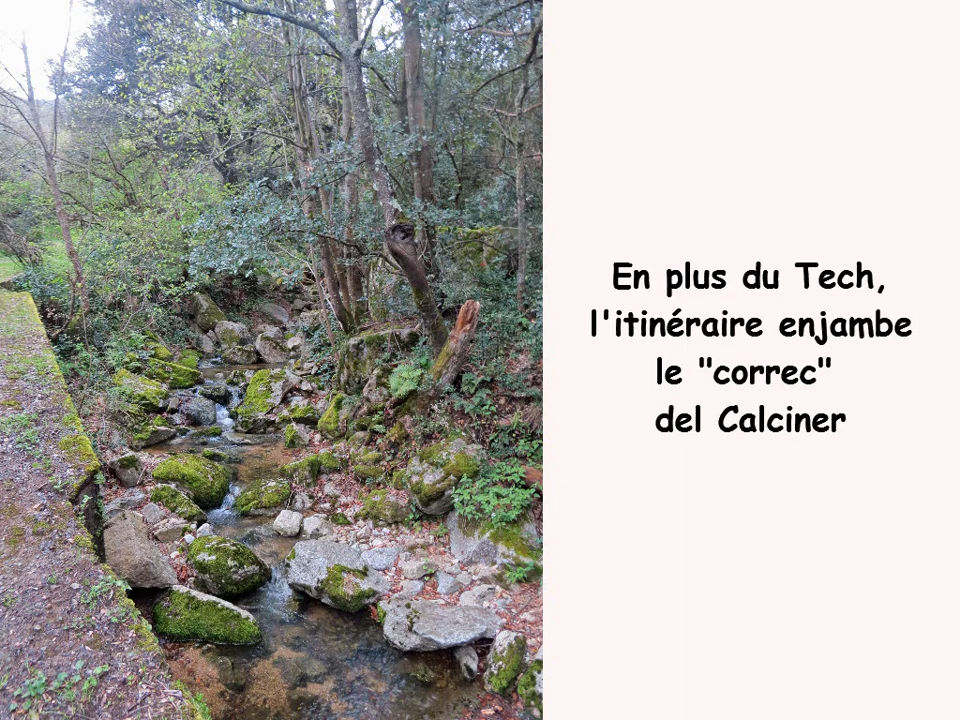 En plus du Tech,
l'itinéraire enjambe
le "correc"
del Calciner